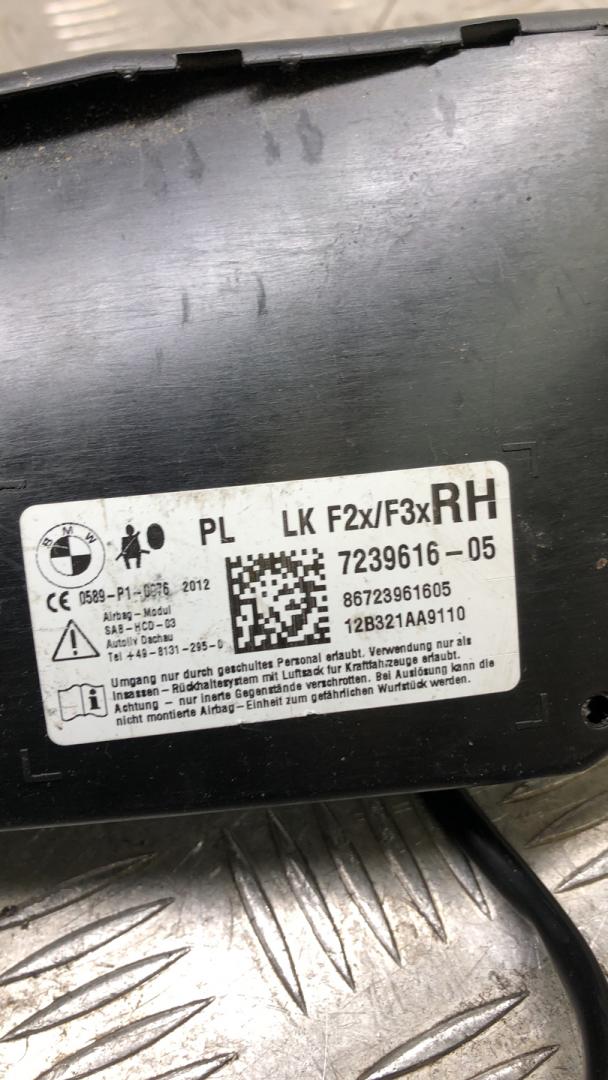 BMW
PL LK F2x/F3x RH
7239616-05
CE 0589-P1-0076 2012
86723961605
12B321AA9110
Airbag-Modul
SAB-HCD-03
Autoliv Dachau
Tel +49-8131-295-0
Umgang nur durch geschultes Personal erlaubt. Verwendung nur als
Insassen-Rückhaltesystem mit Luftsack für Kraftfahrzeuge erlaubt.
Achtung - nur inerte Gegenstände verschrotten. Bei Auslösung kann die
nicht montierte Airbag-Einheit zum gefährlichen Wurfstück werden.